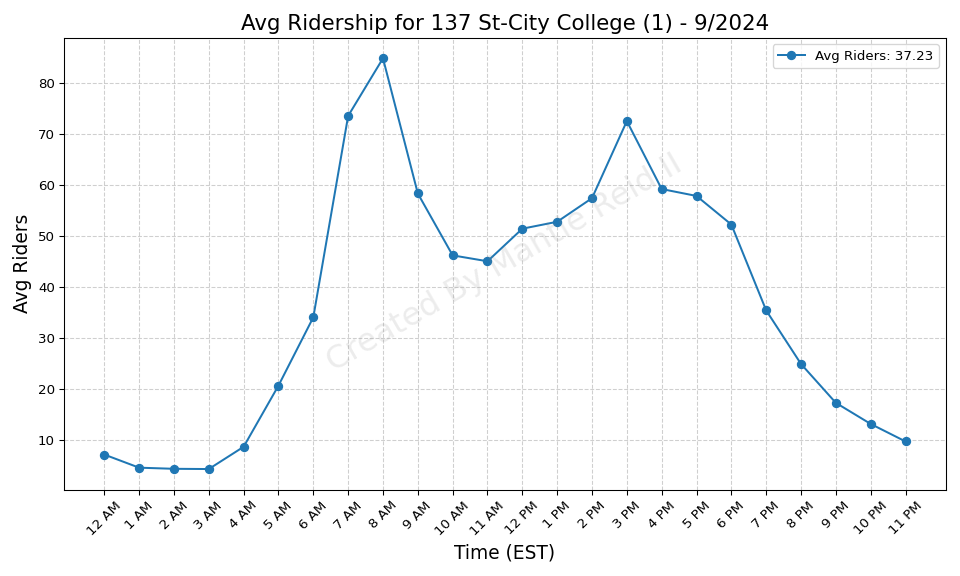 Avg Ridership for 137 St-City College (1) - 9/2024
Avg Riders: 37.23
Avg Riders
80
70
60
50
40
30
20
10
Created By Mantie Reid II
12 AM
1 AM
2 AM
3 AM
4 AM
5 AM
6 AM
7 AM
8 AM
9 AM
10 AM
11 AM
12 PM
1 PM
2 PM
3 PM
4 PM
5 PM
6 PM
7 PM
8 PM
9 PM
10 PM
11 PM
Time (EST)